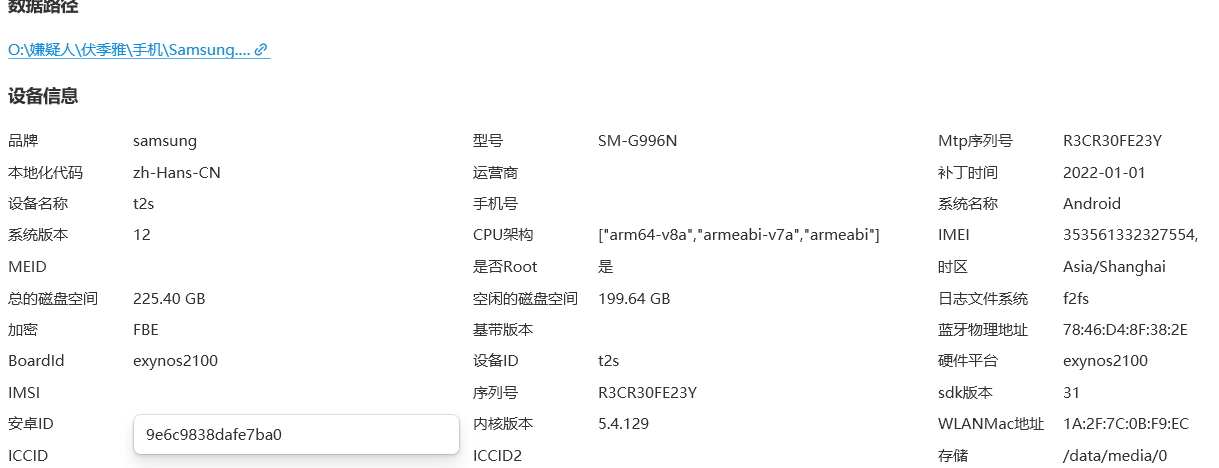 数据路径
O:\嫌疑人\伏季雅\手机\Samsung....
设备信息
品牌 samsung 型号 SM-G996N Mtp序列号 R3CR30FE23Y
本地化代码 zh-Hans-CN 运营商 补丁时间 2022-01-01
设备名称 t2s 手机号 系统名称 Android
系统版本 12 CPU架构 ["arm64-v8a","armeabi-v7a","armeabi"] IMEI 353561332327554,
MEID 是否Root 是 时区 Asia/Shanghai
总的磁盘空间 225.40 GB 空闲的磁盘空间 199.64 GB 日志文件系统 f2fs
加密 FBE 基带版本 蓝牙物理地址 78:46:D4:8F:38:2E
BoardId exynos2100 设备ID t2s 硬件平台 exynos2100
IMSI 序列号 R3CR30FE23Y sdk版本 31
安卓ID 9e6c9838dafe7ba0 内核版本 5.4.129 WLANMac地址 1A:2F:7C:0B:F9:EC
ICCID ICCID2 存储 /data/media/0